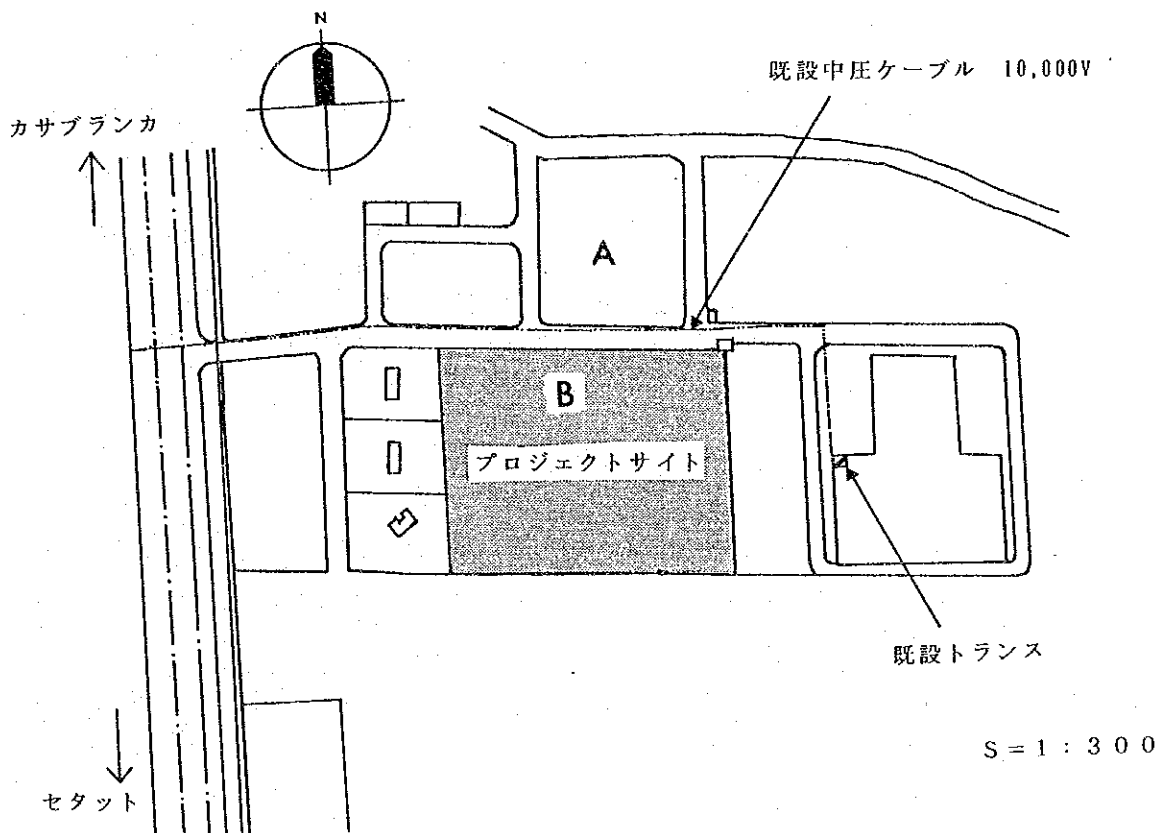 N
既設中圧ケーブル 10,000V
カサブランカ
A
B
プロジェクトサイト
既設トランス
S=1:300
セタット